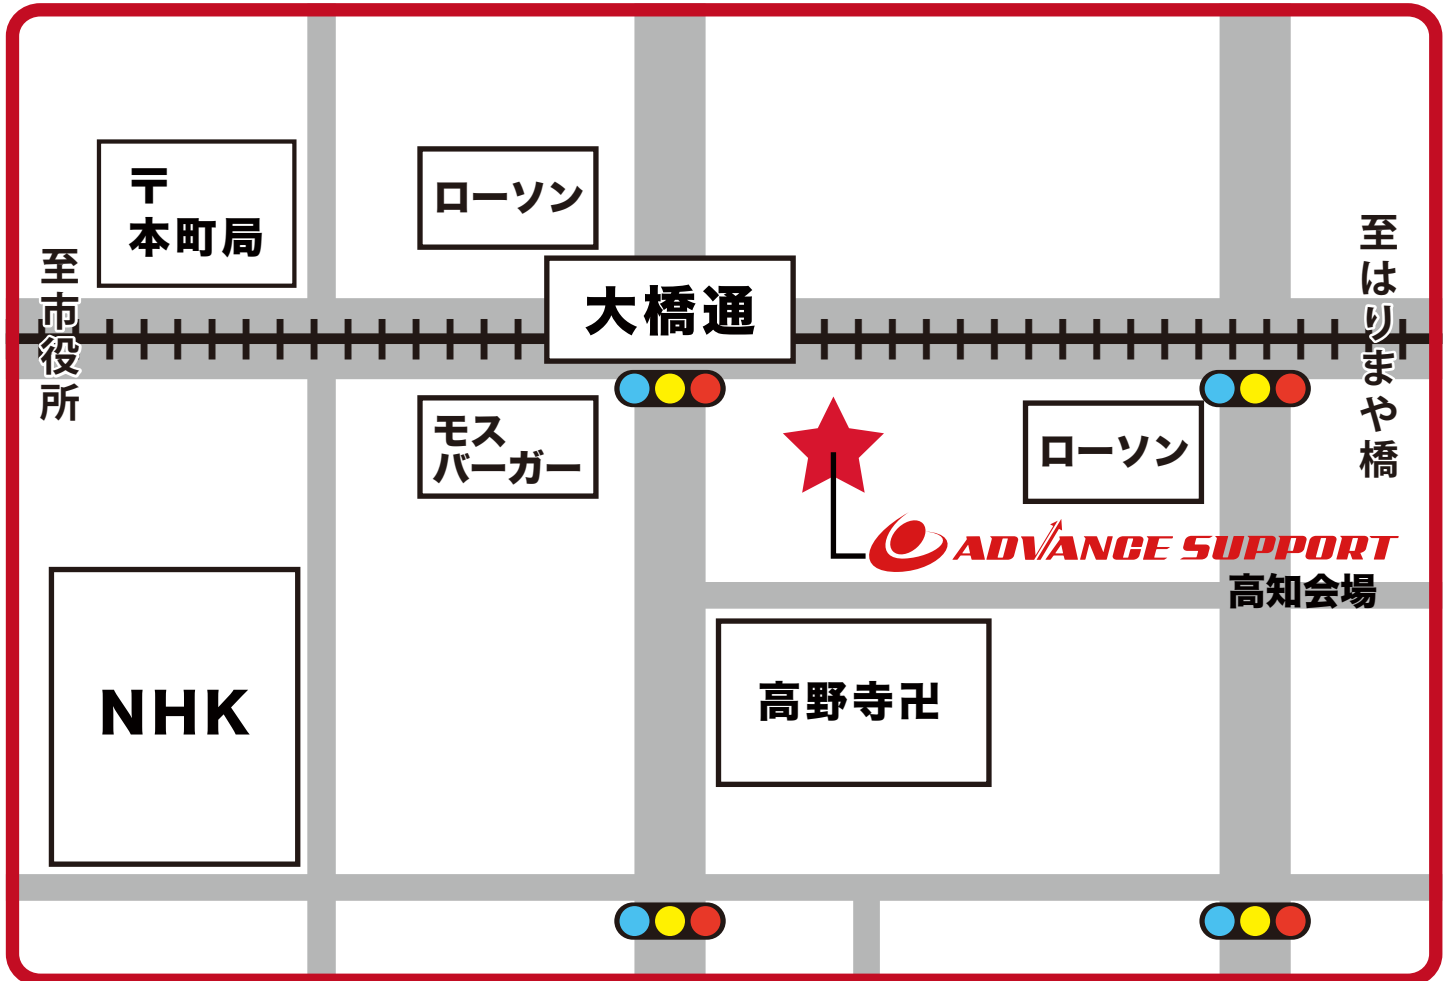 〒
本町局
ローソン
至市役所
大橋通
至はりまや橋
モス
バーガー
ローソン
ADVANCE SUPPORT
高知会場
NHK
高野寺卍